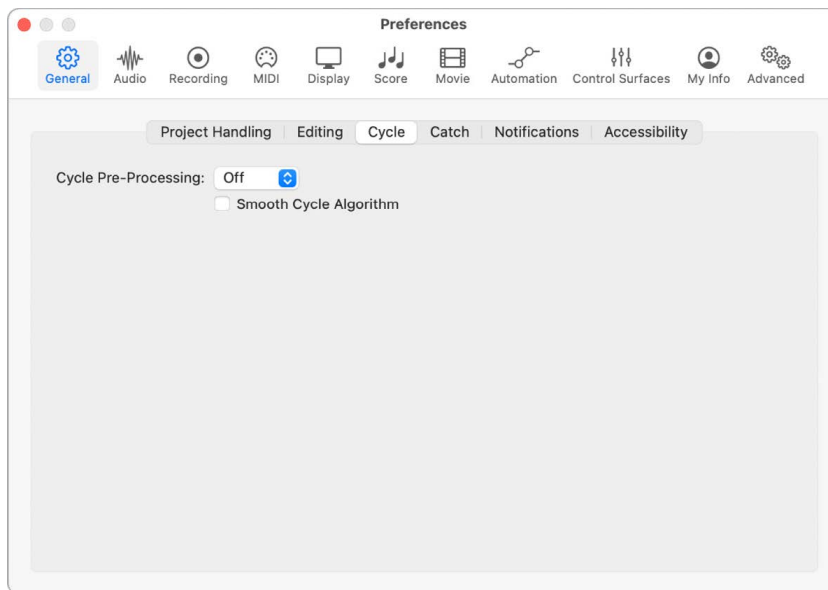 Preferences
General Audio Recording MIDI Display Score Movie Automation Control Surfaces My Info Advanced
Project Handling Editing Cycle Catch Notifications Accessibility
Cycle Pre-Processing: Off
Smooth Cycle Algorithm